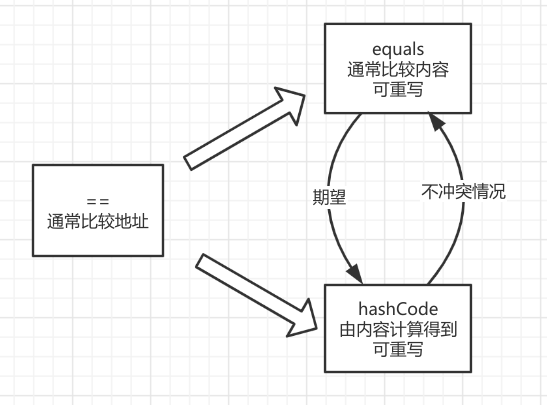 equals
通常比较内容
可重写
==
通常比较地址
期望
不冲突情况
hashCode
由内容计算得到
可重写